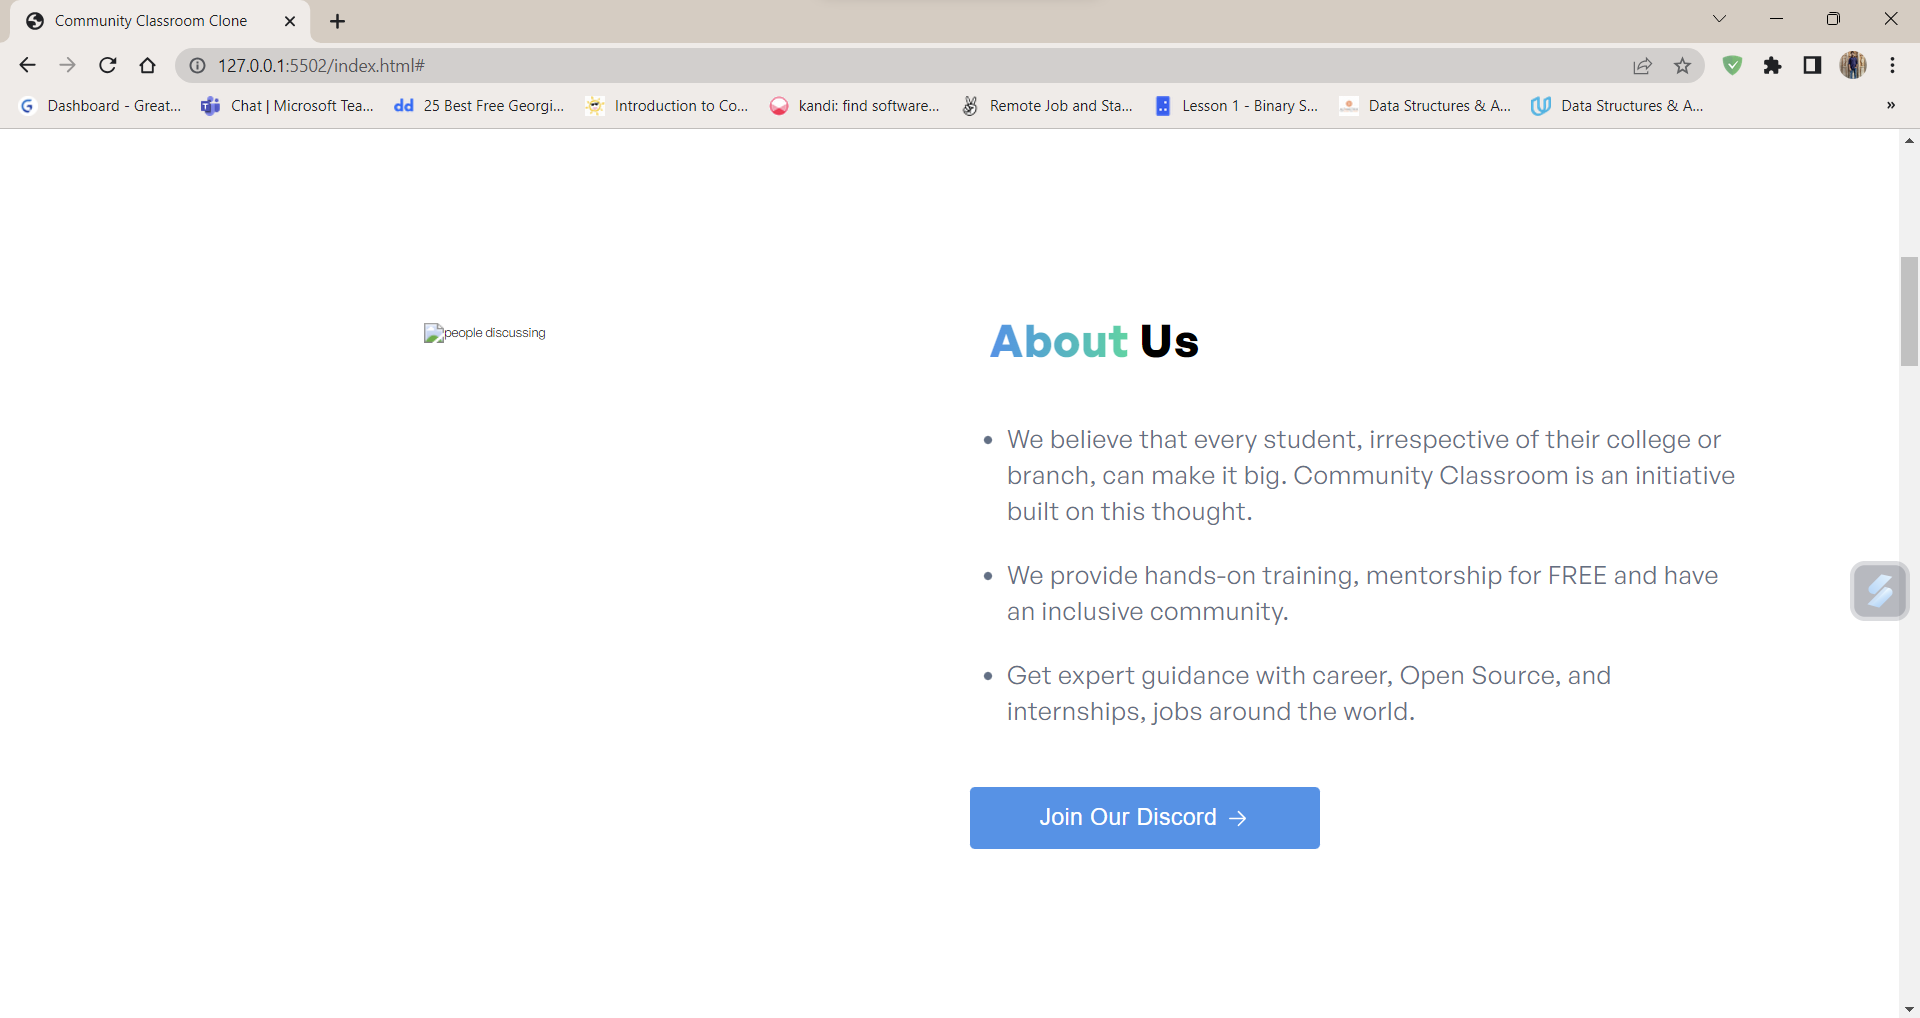 Community Classroom Clone
127.0.0.1:5502/index.html#
Dashboard - Great...
Chat | Microsoft Tea...
dd
25 Best Free Georgi...
Introduction to Co...
kandi: find software...
Remote Job and Sta...
Lesson 1 - Binary S...
Data Structures & A...
Data Structures & A...
»
people discussing
About Us
• We believe that every student, irrespective of their college or
branch, can make it big. Community Classroom is an initiative
built on this thought.
• We provide hands-on training, mentorship for FREE and have
an inclusive community.
• Get expert guidance with career, Open Source, and
internships, jobs around the world.
Join Our Discord →